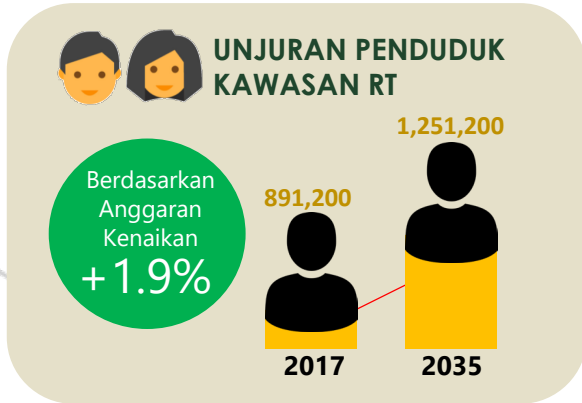 UNJURAN PENDUDUK
KAWASAN RT
Berdasarkan
Anggaran
Kenaikan
+1.9%
891,200
1,251,200
2017
2035